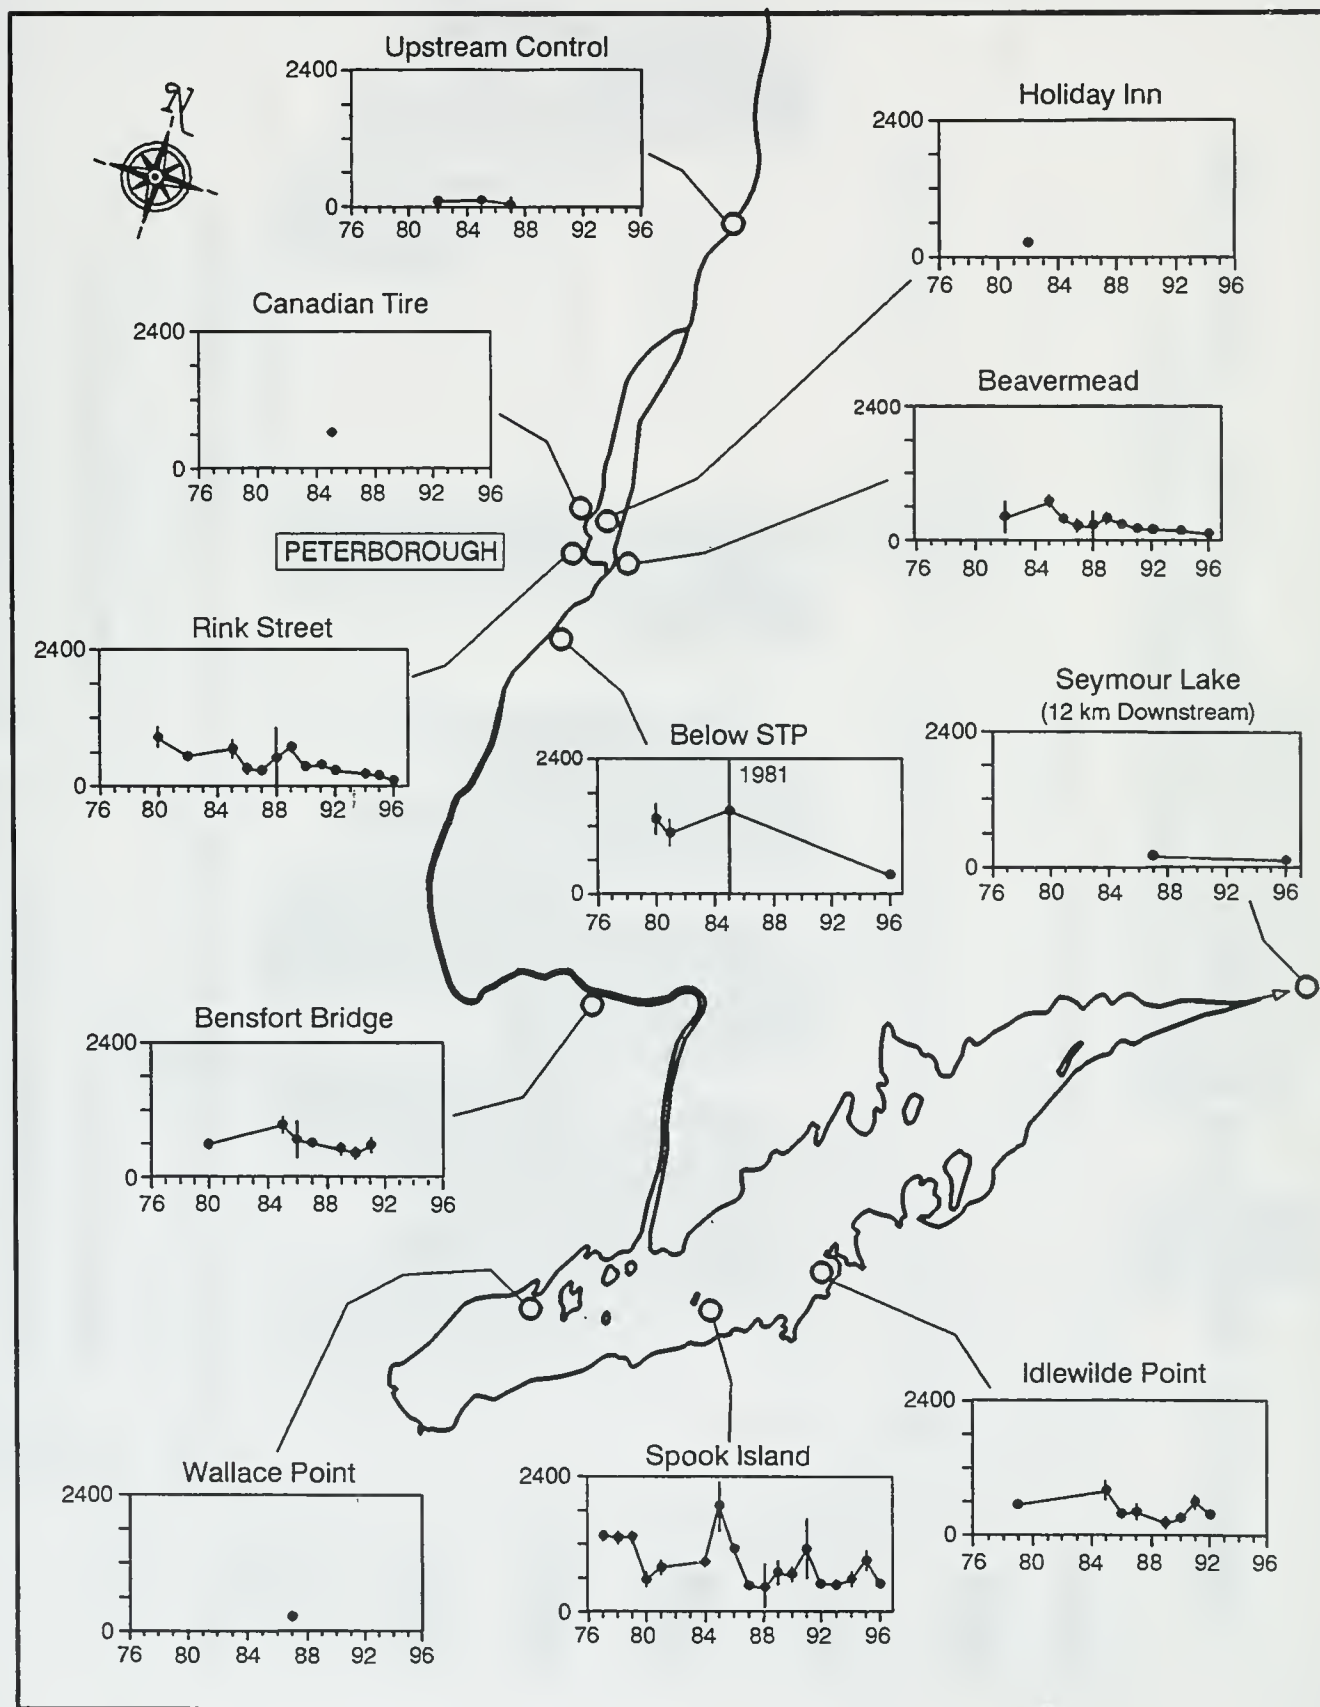 N
Upstream Control
2400
0
76 80 84 88 92 96
Holiday Inn
2400
0
76 80 84 88 92 96
Canadian Tire
2400
0
76 80 84 88 92 96
Beavermead
2400
0
76 80 84 88 92 96
PETERBOROUGH
Rink Street
2400
0
76 80 84 88 92 96
Below STP
2400
1981
0
76 80 84 88 92 96
Seymour Lake
(12 km Downstream)
2400
0
76 80 84 88 92 96
Bensfort Bridge
2400
0
76 80 84 88 92 96
Idlewilde Point
2400
0
76 80 84 88 92 96
Wallace Point
2400
0
76 80 84 88 92 96
Spook Island
2400
0
76 80 84 88 92 96